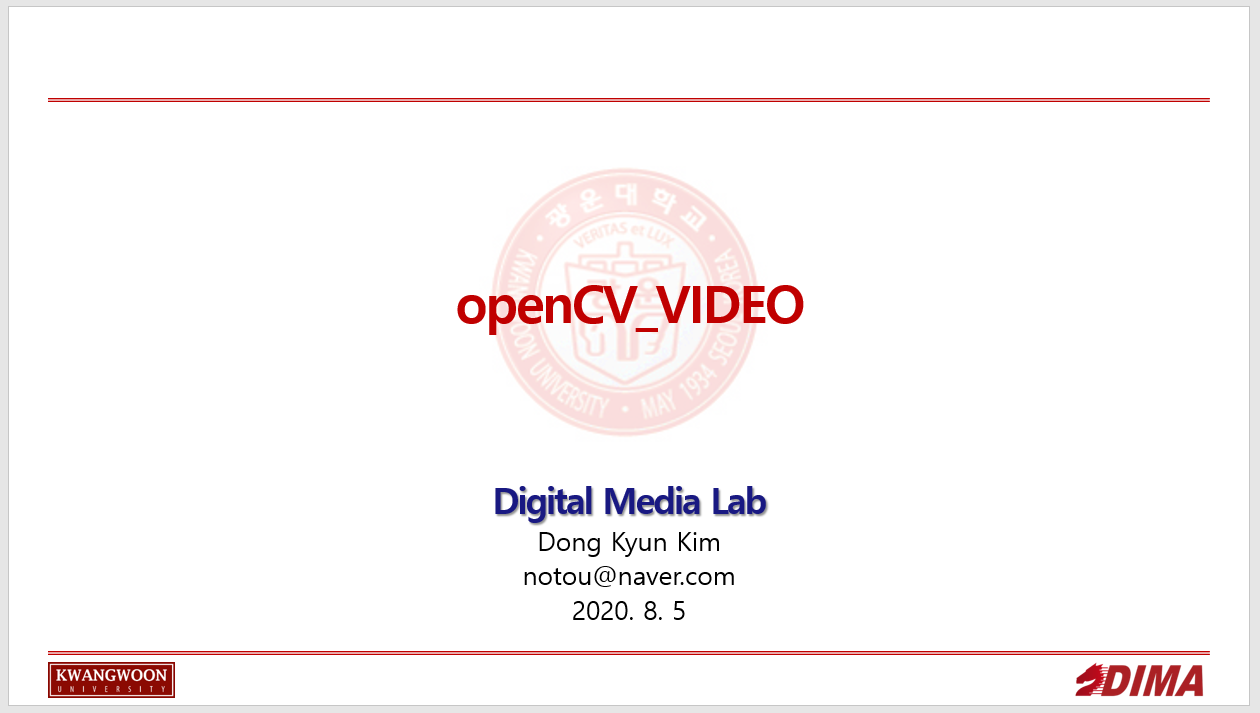 광운대학교
VERITAS et LUX
KWANGWOON UNIVERSITY • MAY 1934 SEOUL KOREA
openCV_VIDEO
Digital Media Lab
Dong Kyun Kim
notou@naver.com
2020. 8. 5
KWANGWOON
UNIVERSITY
DIMA